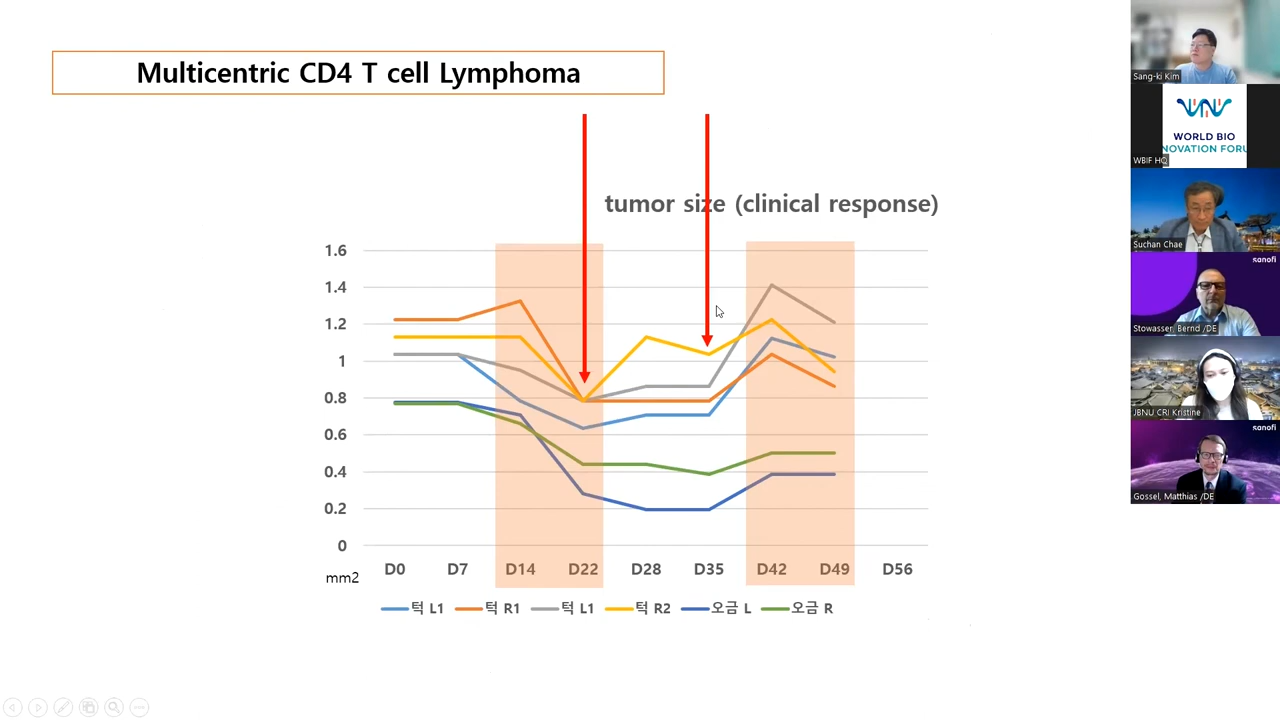 Multicentric CD4 T cell Lymphoma
tumor size (clinical response)
1.6
1.4
1.2
1
0.8
0.6
0.4
0.2
0
mm2
D0 D7 D14 D22 D28 D35 D42 D49 D56
턱 L1 턱 R1 턱 L1 턱 R2 오금 L 오금 R
Sang-ki Kim
WORLD BIO
NOVATION FORU
WBIF HQ
Suchan Chae
sanofi
Stowasser, Bernd /DE
JBNU CRI Kristine
sanofi
Gossel, Matthias /DE